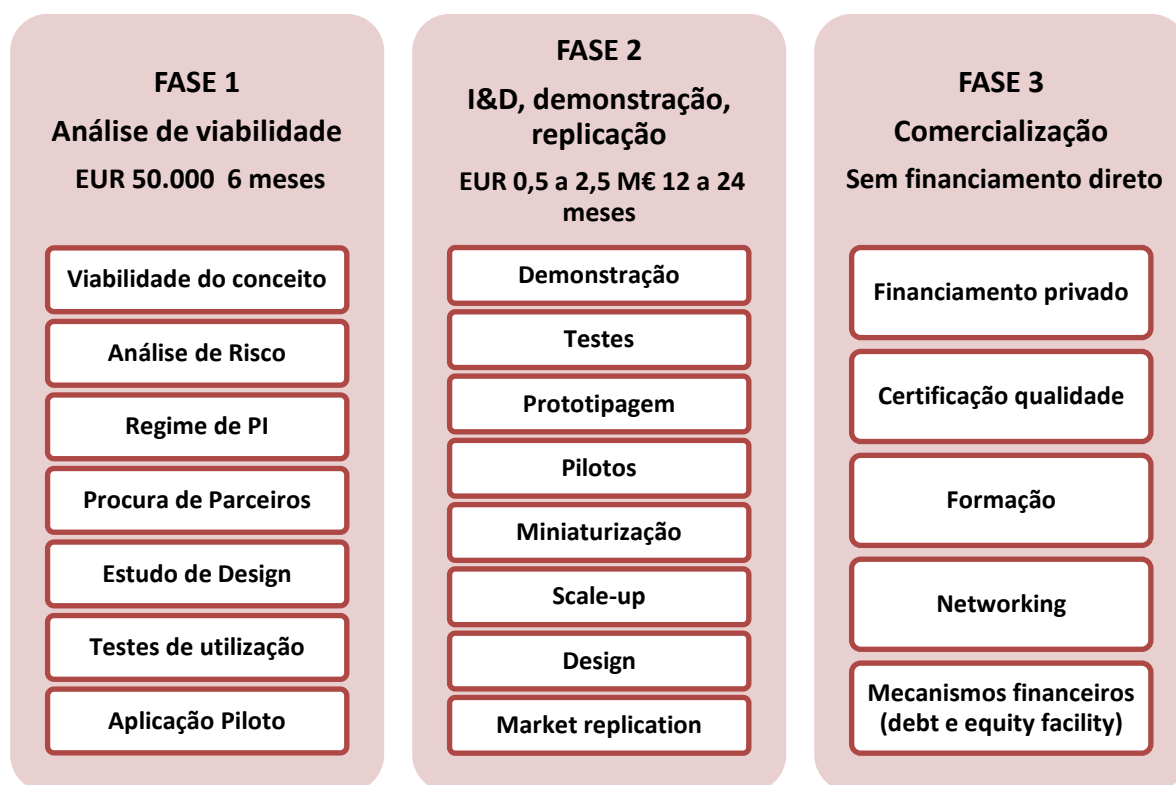 FASE 1
Análise de viabilidade
EUR 50.000 6 meses
Viabilidade do conceito
Análise de Risco
Regime de PI
Procura de Parceiros
Estudo de Design
Testes de utilização
Aplicação Piloto
FASE 2
I&D, demonstração,
replicação
EUR 0,5 a 2,5 M€ 12 a 24
meses
Demonstração
Testes
Prototipagem
Pilotos
Miniaturização
Scale-up
Design
Market replication
FASE 3
Comercialização
Sem financiamento direto
Financiamento privado
Certificação qualidade
Formação
Networking
Mecanismos financeiros
(debt e equity facility)